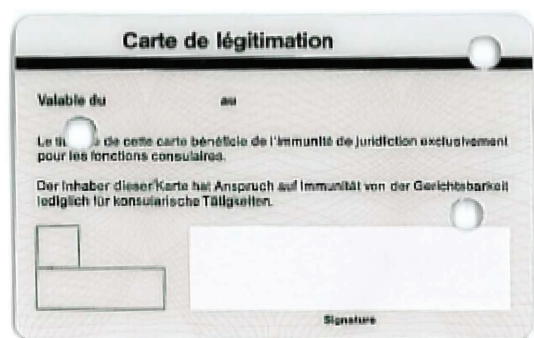 Carte de légitimation
Valable du au
Le de cette carte bénéficie de l'immunité de juridiction exclusivement
pour les fonctions consulaires.
Der Inhaber dieser Karte hat Anspruch auf Immunität von der Gerichtsbarkeit
lediglich für konsularische Tätigkeiten.
Signature